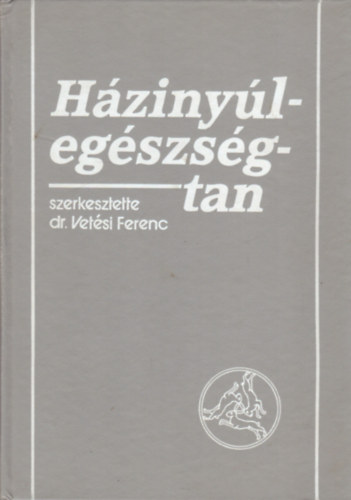 Házinyúl-
egészség-
tan
szerkesztette
dr. Vetési Ferenc